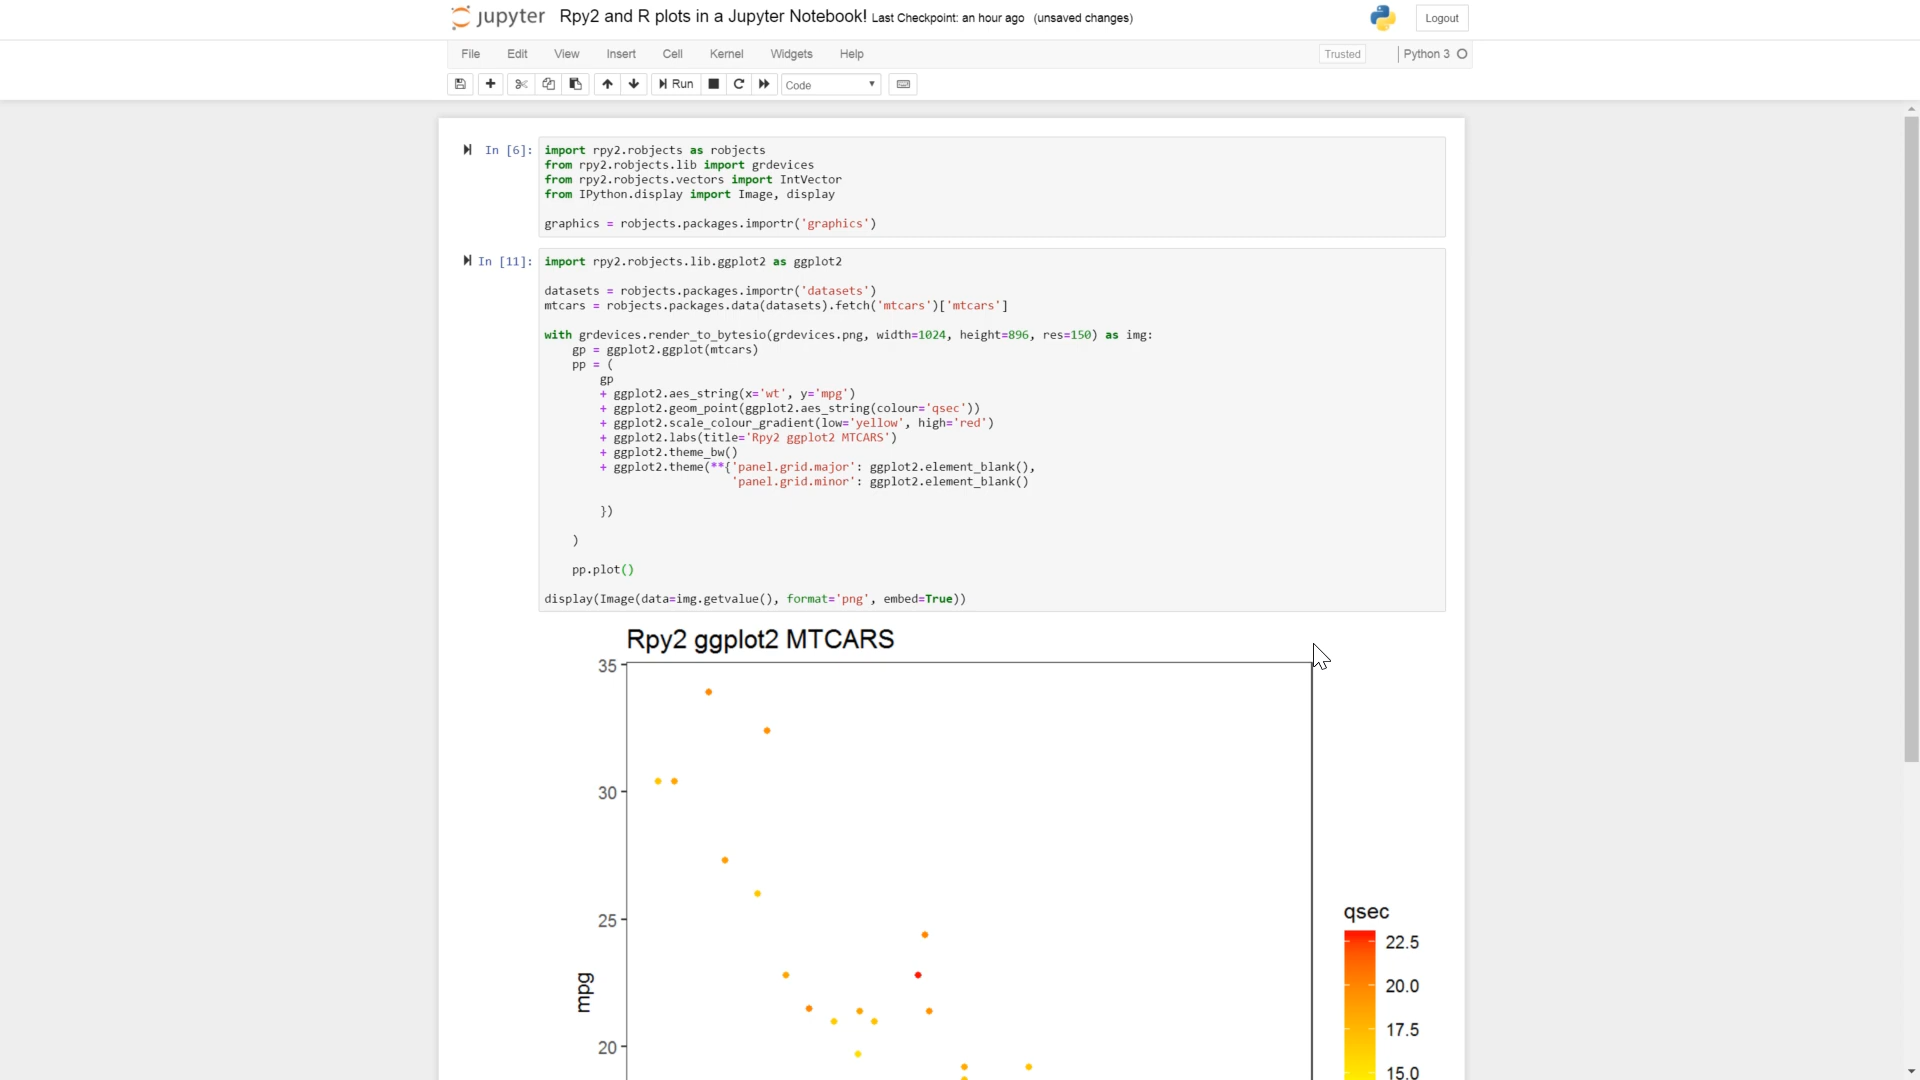 jupyter Rpy2 and R plots in a Jupyter Notebook! Last Checkpoint: an hour ago (unsaved changes) Logout
File Edit View Insert Cell Kernel Widgets Help Trusted Python 3
Run Code
In [6]:
import rpy2.robjects as robjects
from rpy2.robjects.lib import grdevices
from rpy2.robjects.vectors import IntVector
from IPython.display import Image, display
graphics = robjects.packages.importr('graphics')
In [11]:
import rpy2.robjects.lib.ggplot2 as ggplot2
datasets = robjects.packages.importr('datasets')
mtcars = robjects.packages.data(datasets).fetch('mtcars')['mtcars']
with grdevices.render_to_bytesio(grdevices.png, width=1024, height=896, res=150) as img:
    gp = ggplot2.ggplot(mtcars)
    pp = (
        gp
        + ggplot2.aes_string(x='wt', y='mpg')
        + ggplot2.geom_point(ggplot2.aes_string(colour='qsec'))
        + ggplot2.scale_colour_gradient(low='yellow', high='red')
        + ggplot2.labs(title='Rpy2 ggplot2 MTCARS')
        + ggplot2.theme_bw()
        + ggplot2.theme(**{'panel.grid.major': ggplot2.element_blank(),
                           'panel.grid.minor': ggplot2.element_blank()
        })
    )
    pp.plot()
display(Image(data=img.getvalue(), format='png', embed=True))
Rpy2 ggplot2 MTCARS
35
30
25
20
mpg
qsec
22.5
20.0
17.5
15.0